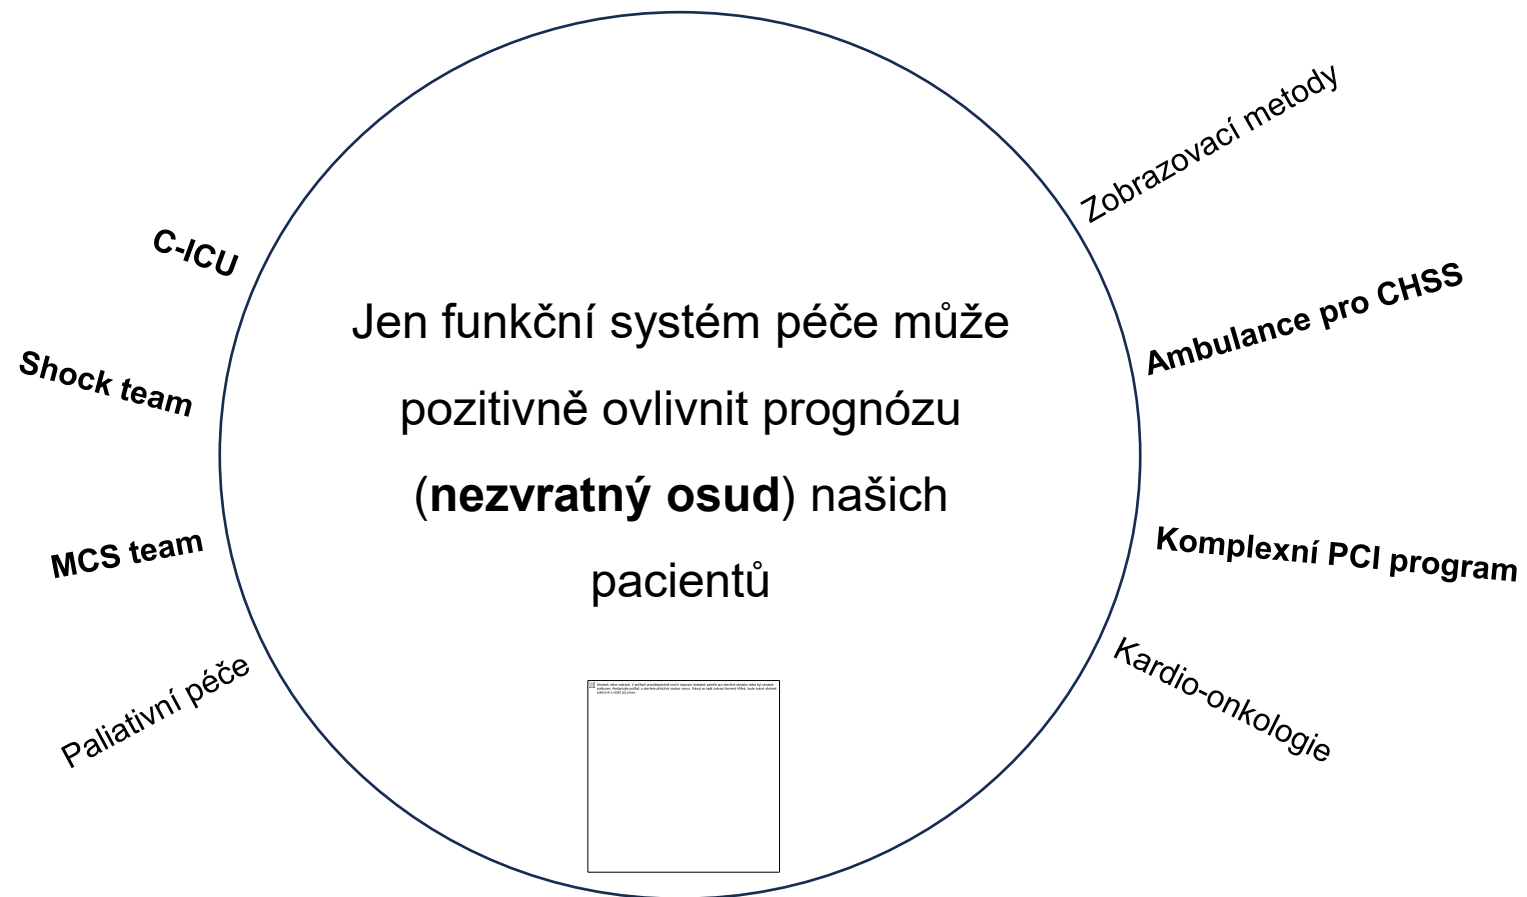 Zobrazovací metody
C-ICU
Ambulance pro CHSS
Jen funkční systém péče může
Shock team
pozitivně ovlivnit prognózu
(nezvratný osud) našich
MCS team
Komplexní PCI program
pacientů
Paliativní péče
Kardio-onkologie